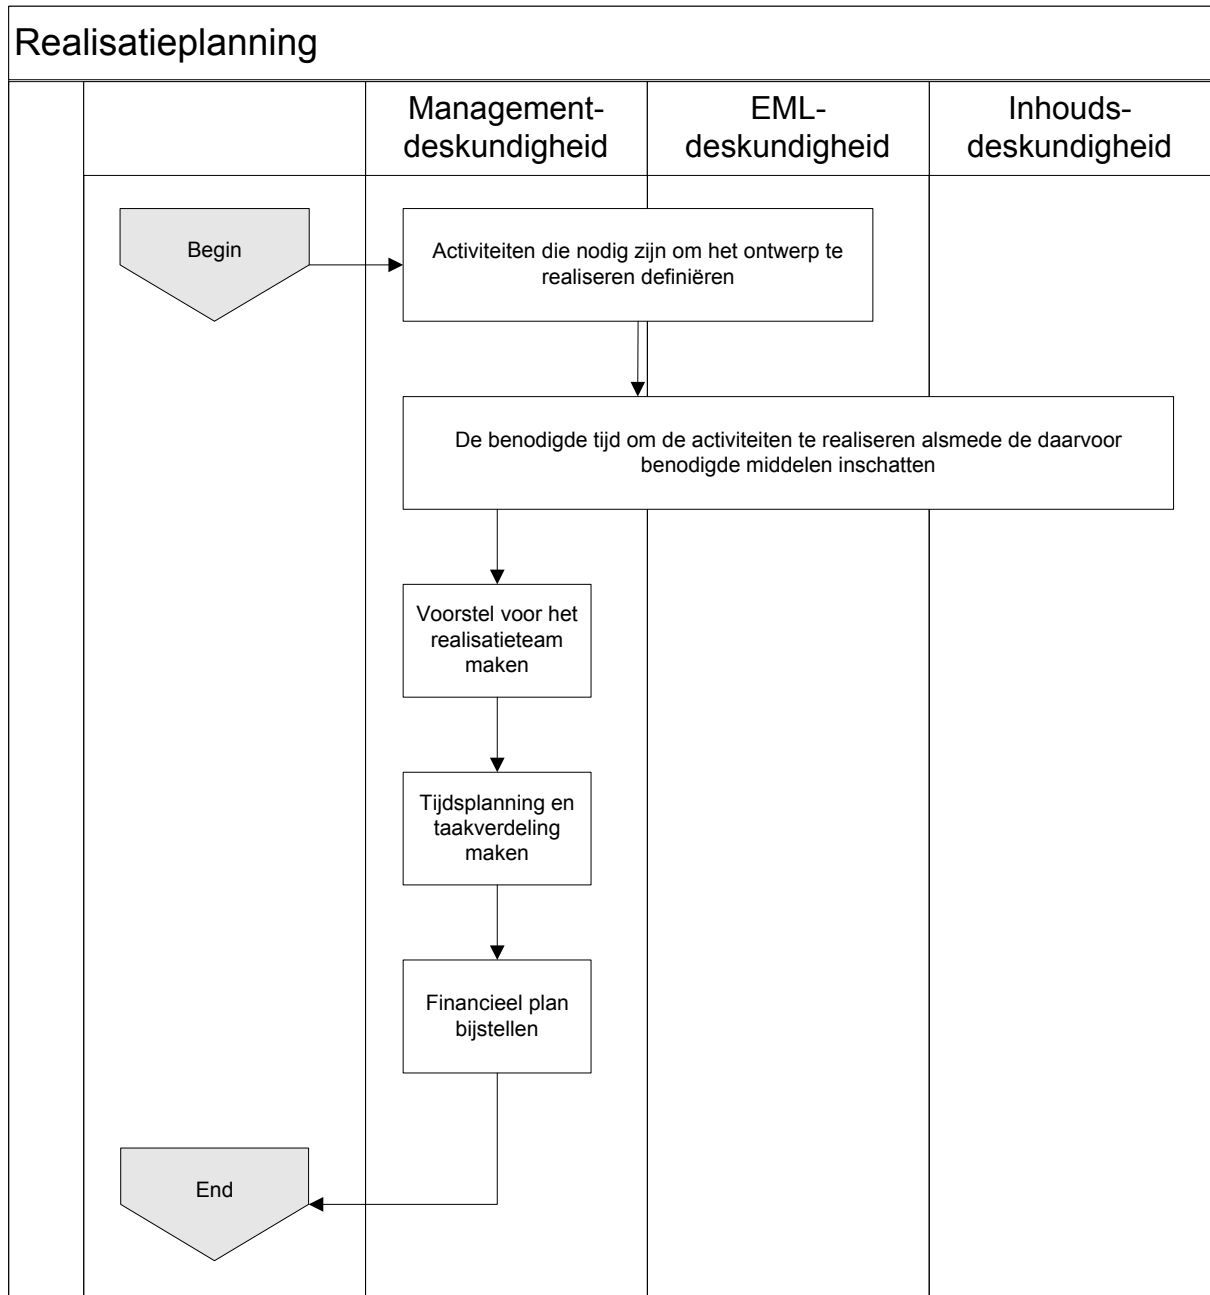 Realisatieplanning
Management-
deskundigheid
EML-
deskundigheid
Inhouds-
deskundigheid
Begin
Activiteiten die nodig zijn om het ontwerp te
realiseren definiëren
De benodigde tijd om de activiteiten te realiseren alsmede de daarvoor
benodigde middelen inschatten
Voorstel voor het
realisatieteam
maken
Tijdsplanning en
taakverdeling
maken
Financieel plan
bijstellen
End